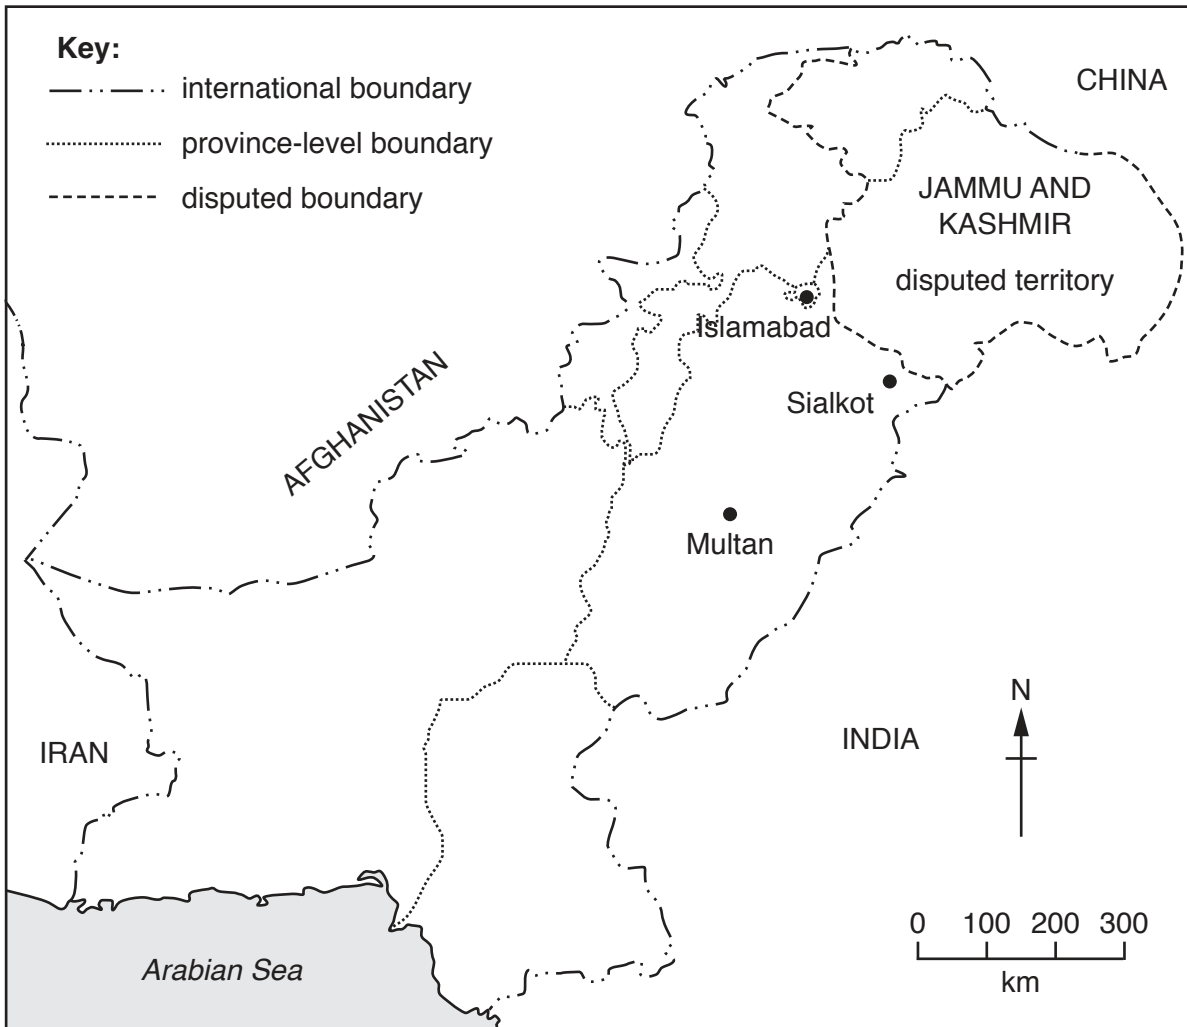 Key:
international boundary
province-level boundary
disputed boundary
CHINA
JAMMU AND
KASHMIR
disputed territory
Islamabad
Sialkot
AFGHANISTAN
Multan
N
IRAN
INDIA
0 100 200 300
km
Arabian Sea